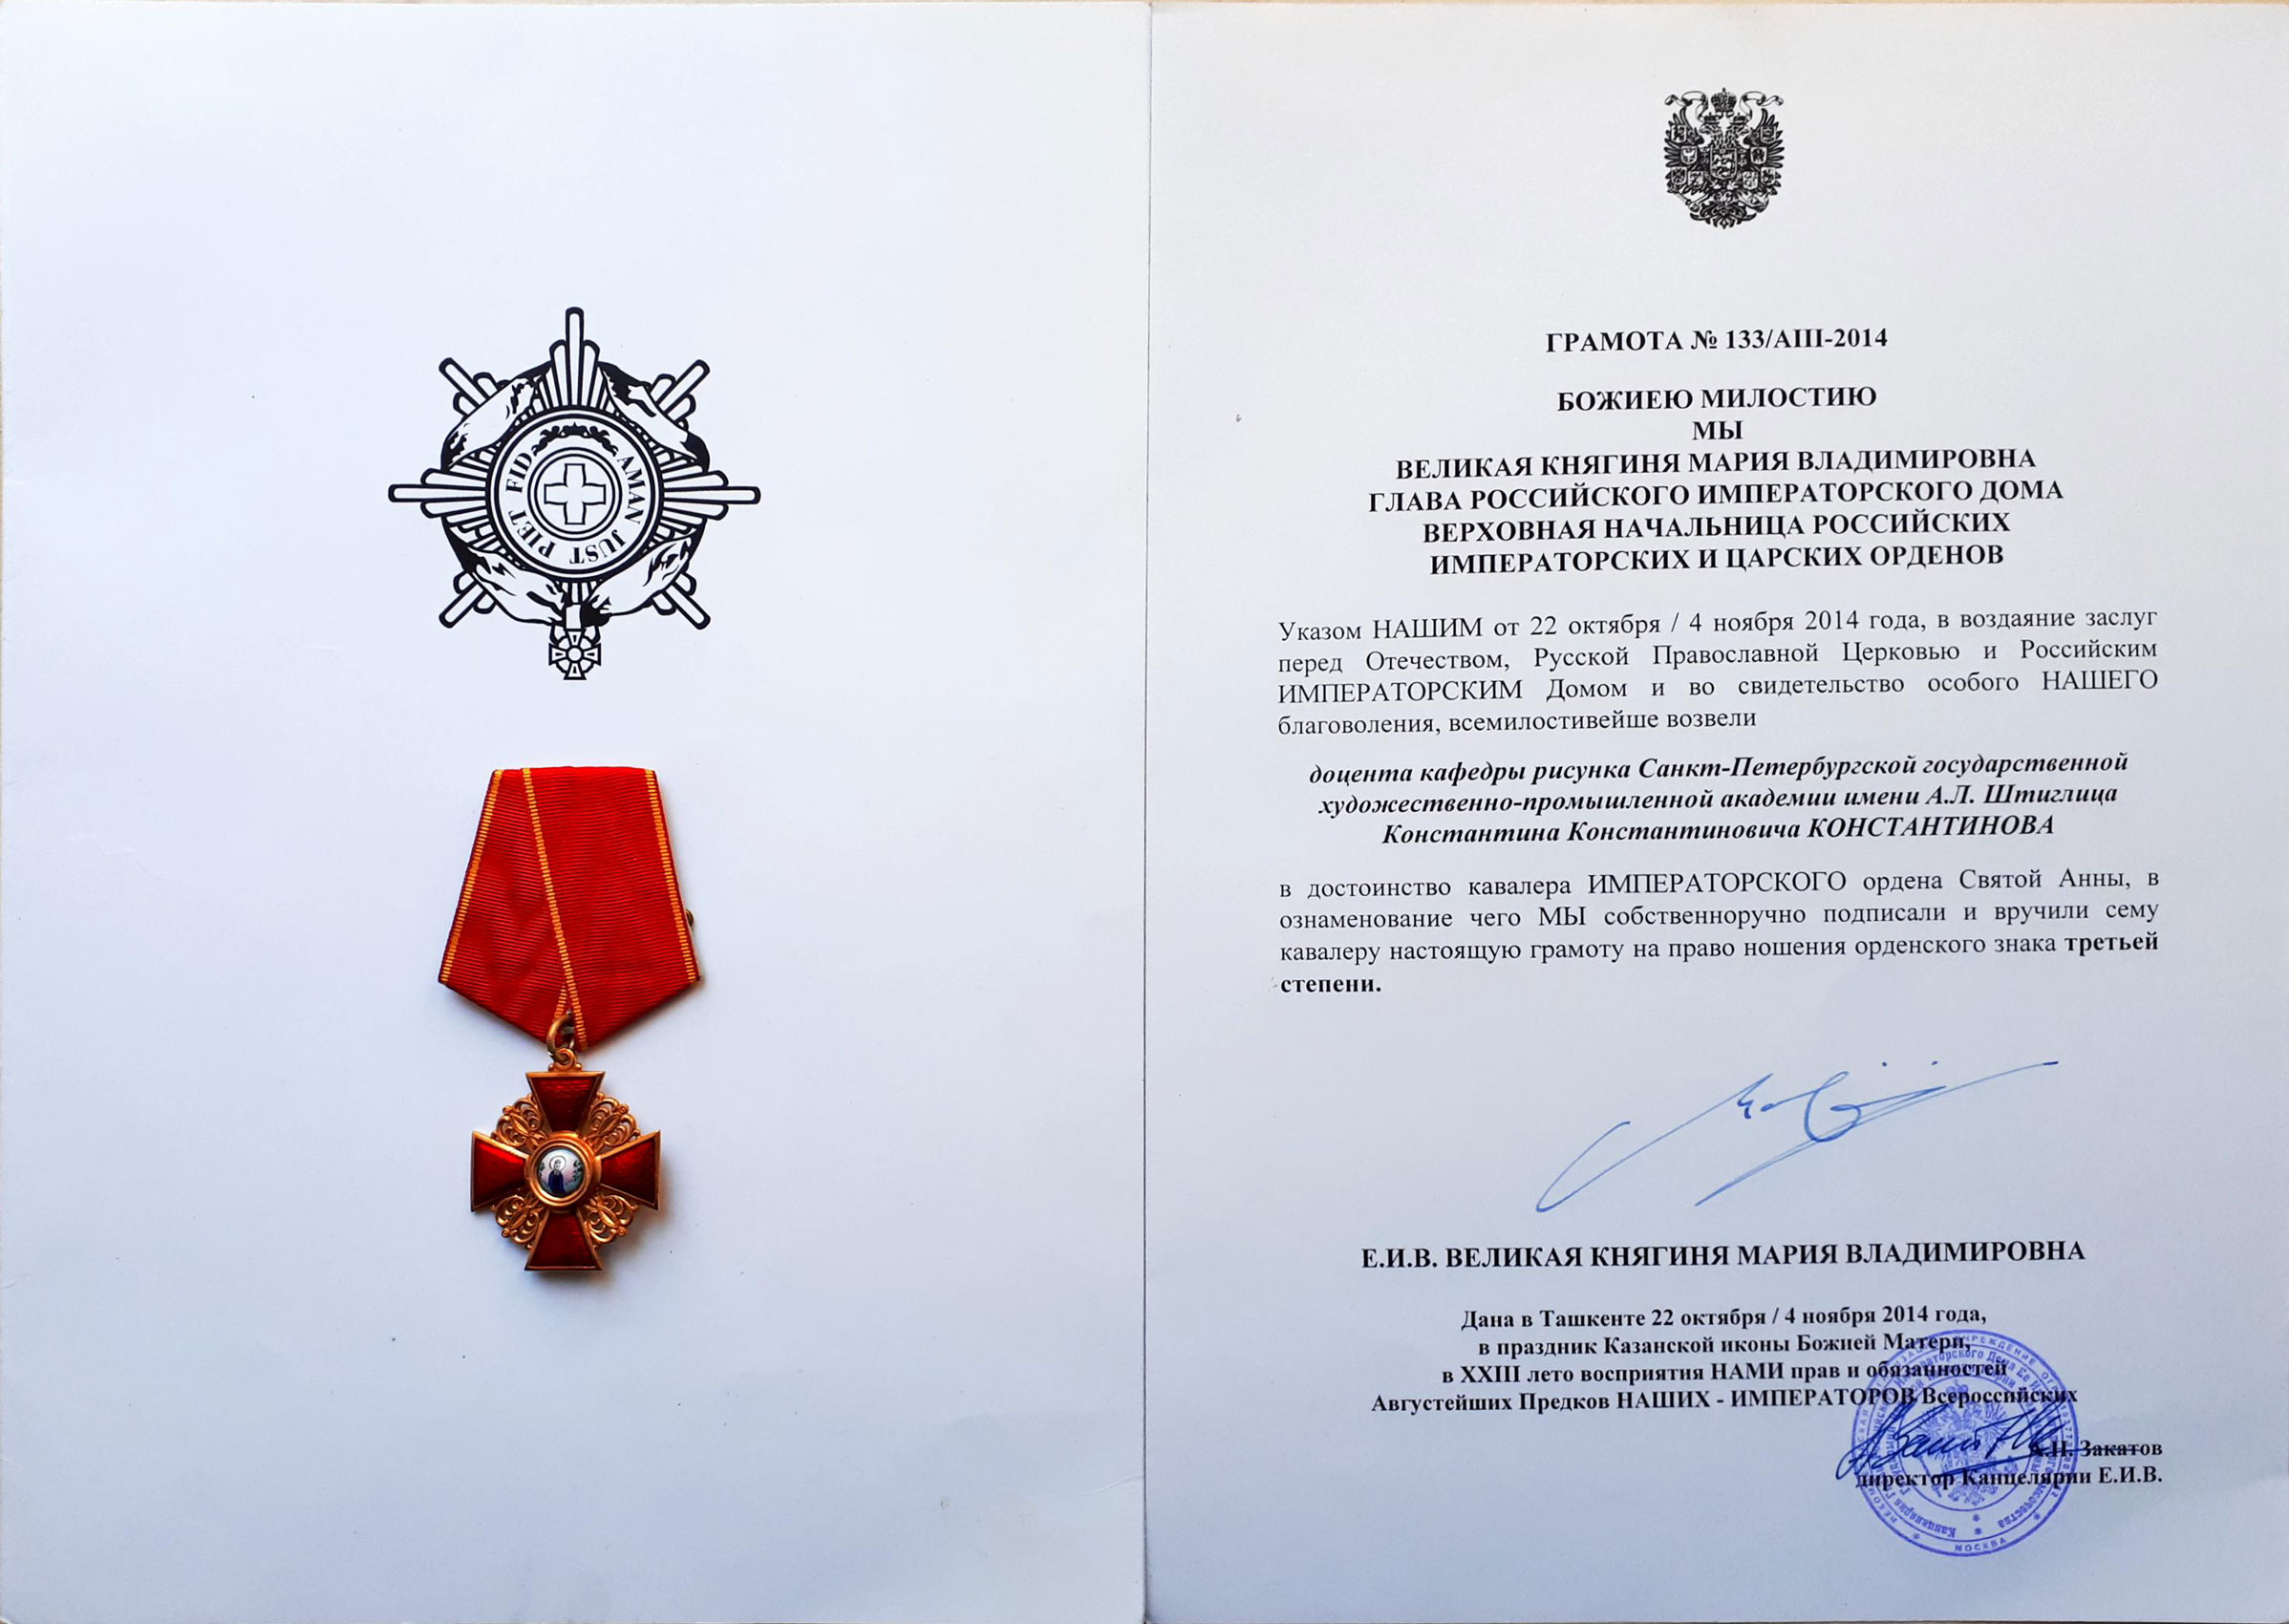 AMAN JUST PIET FID
ГРАМОТА № 133/АIII-2014
БОЖИЕЮ МИЛОСТИЮ
МЫ
ВЕЛИКАЯ КНЯГИНЯ МАРИЯ ВЛАДИМИРОВНА
ГЛАВА РОССИЙСКОГО ИМПЕРАТОРСКОГО ДОМА
ВЕРХОВНАЯ НАЧАЛЬНИЦА РОССИЙСКИХ
ИМПЕРАТОРСКИХ И ЦАРСКИХ ОРДЕНОВ
Указом НАШИМ от 22 октября / 4 ноября 2014 года, в воздаяние заслуг
перед Отечеством, Русской Православной Церковью и Российским
ИМПЕРАТОРСКИМ Домом и во свидетельство особого НАШЕГО
благоволения, всемилостивейше возвели
доцента кафедры рисунка Санкт-Петербургской государственной
художественно-промышленной академии имени А.Л. Штиглица
Константина Константиновича КОНСТАНТИНОВА
в достоинство кавалера ИМПЕРАТОРСКОГО ордена Святой Анны, в
ознаменование чего МЫ собственноручно подписали и вручили сему
кавалеру настоящую грамоту на право ношения орденского знака третьей
степени.
Е.И.В. ВЕЛИКАЯ КНЯГИНЯ МАРИЯ ВЛАДИМИРОВНА
Дана в Ташкенте 22 октября / 4 ноября 2014 года,
в праздник Казанской иконы Божией Матери,
в XXIII лето восприятия НАМИ прав и обязанностей
Августейших Предков НАШИХ - ИМПЕРАТОРОВ Всероссийских
А.Н. Закатов
директор Канцелярии Е.И.В.
МОСКВА